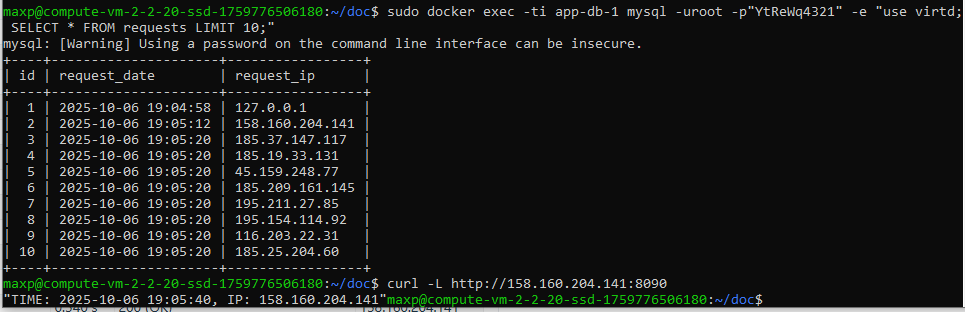 maxp@compute-vm-2-2-20-ssd-1759776506180:~/doc$ sudo docker exec -ti app-db-1 mysql -uroot -p"YtReWq4321" -e "use virtd;
 SELECT * FROM requests LIMIT 10;"
mysql: [Warning] Using a password on the command line interface can be insecure.
+----+---------------------+-----------------+
| id | request_date        | request_ip      |
+----+---------------------+-----------------+
|  1 | 2025-10-06 19:04:58 | 127.0.0.1       |
|  2 | 2025-10-06 19:05:12 | 158.160.204.141 |
|  3 | 2025-10-06 19:05:20 | 185.37.147.117  |
|  4 | 2025-10-06 19:05:20 | 185.19.33.131   |
|  5 | 2025-10-06 19:05:20 | 45.159.248.77   |
|  6 | 2025-10-06 19:05:20 | 185.209.161.145 |
|  7 | 2025-10-06 19:05:20 | 195.211.27.85   |
|  8 | 2025-10-06 19:05:20 | 195.154.114.92  |
|  9 | 2025-10-06 19:05:20 | 116.203.22.31   |
| 10 | 2025-10-06 19:05:20 | 185.25.204.60   |
+----+---------------------+-----------------+
maxp@compute-vm-2-2-20-ssd-1759776506180:~/doc$ curl -L http://158.160.204.141:8090
"TIME: 2025-10-06 19:05:40, IP: 158.160.204.141"maxp@compute-vm-2-2-20-ssd-1759776506180:~/doc$